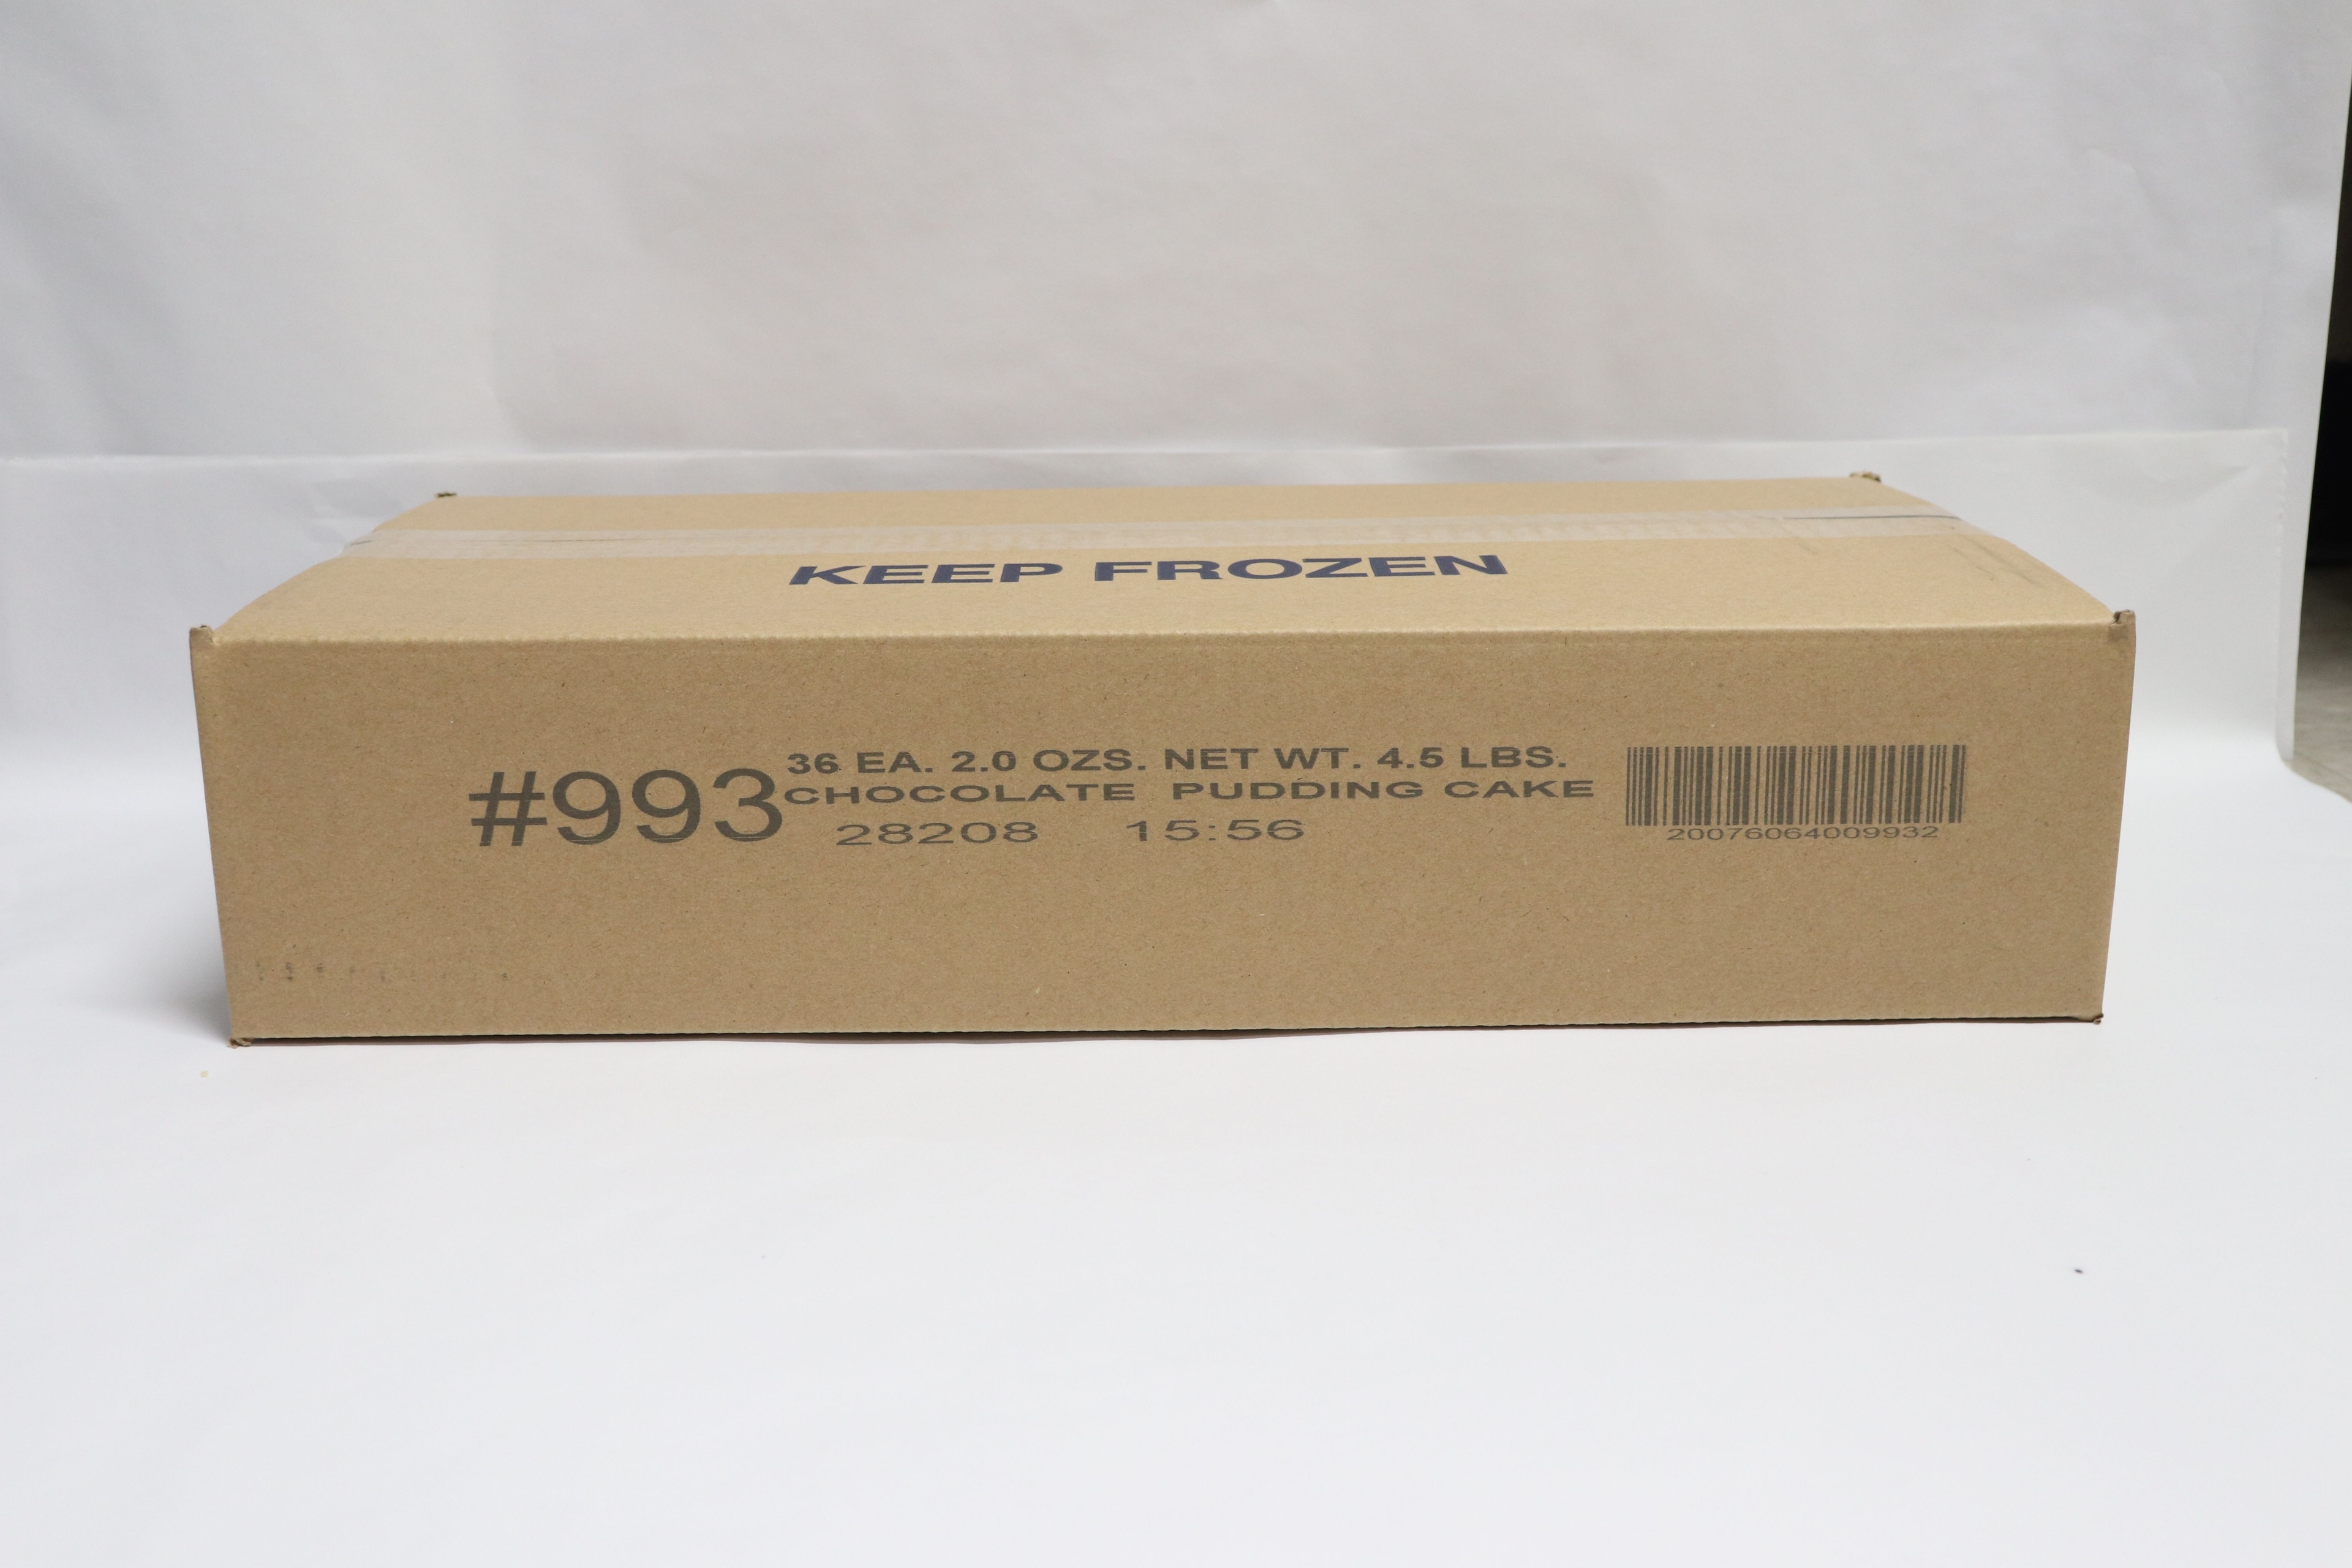 KEEP FROZEN
#993
36 EA. 2.0 OZS. NET WT. 4.5 LBS.
CHOCOLATE PUDDING CAKE
28208 15:56
20076064009932